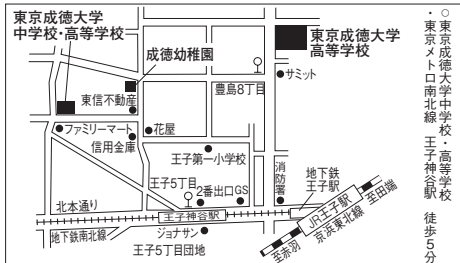 東京成徳大学
中学校・高等学校
成徳幼稚園
東京成徳大学
高等学校
サミット
豊島8丁目
東信不動産
ファミリーマート
花屋
信用金庫
王子第一小学校
消防署
地下鉄
王子駅
王子5丁目
2番出口
GS
北本通り
王子神谷駅
JR王子駅
至田端
京浜東北線
至赤羽
地下鉄南北線
ジョナサン
王子5丁目団地
○東京成徳大学中学校・高等学校
・東京メトロ南北線 王子神谷駅 徒歩5分